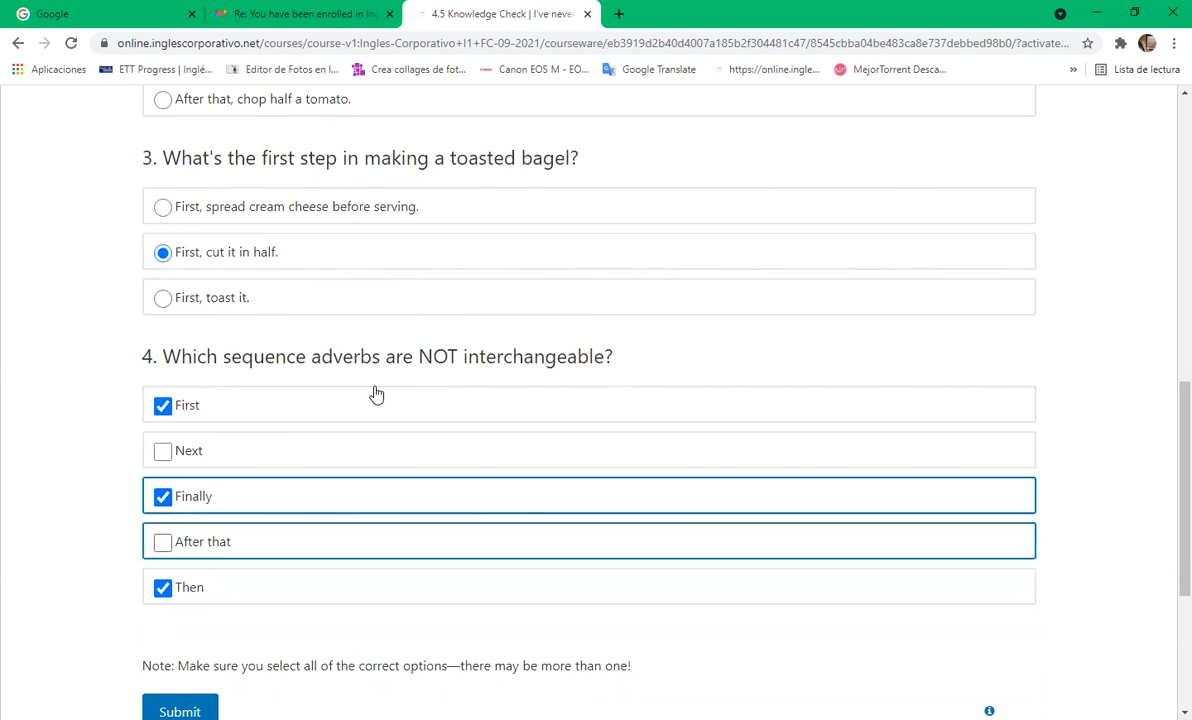 Google
Re: You have been enrolled in In
4.5 Knowledge Check | I've never
online.inglescorporativo.net/courses/course-v1:Ingles-Corporativo+I1+FC-09-2021/courseware/eb3919d2b40d4007a185b2f304481c47/8545cbba04be483ca8e737debbed98b0/?activate...
Aplicaciones
ETT Progress | Inglé...
Editor de Fotos en l...
Crea collages de fot...
Canon EOS M - EO...
Google Translate
https://online.ingle...
MejorTorrent Desca...
»
Lista de lectura
After that, chop half a tomato.
3. What's the first step in making a toasted bagel?
First, spread cream cheese before serving.
First, cut it in half.
First, toast it.
4. Which sequence adverbs are NOT interchangeable?
First
Next
Finally
After that
Then
Note: Make sure you select all of the correct options—there may be more than one!
Submit